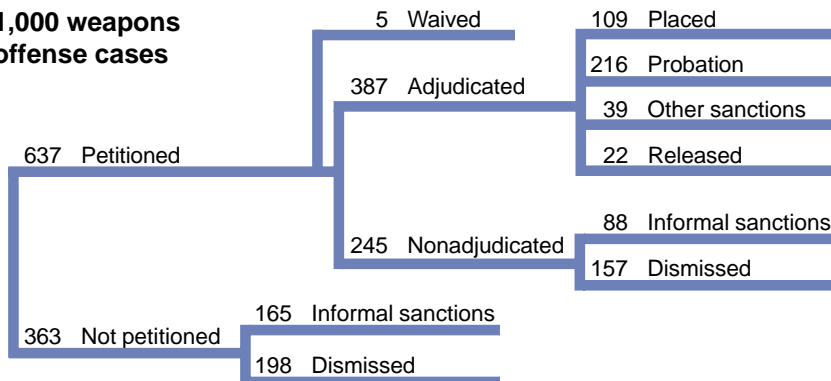 1,000 weapons
offense cases
5 Waived
109 Placed
216 Probation
387 Adjudicated
39 Other sanctions
637 Petitioned
22 Released
88 Informal sanctions
245 Nonadjudicated
157 Dismissed
165 Informal sanctions
363 Not petitioned
198 Dismissed